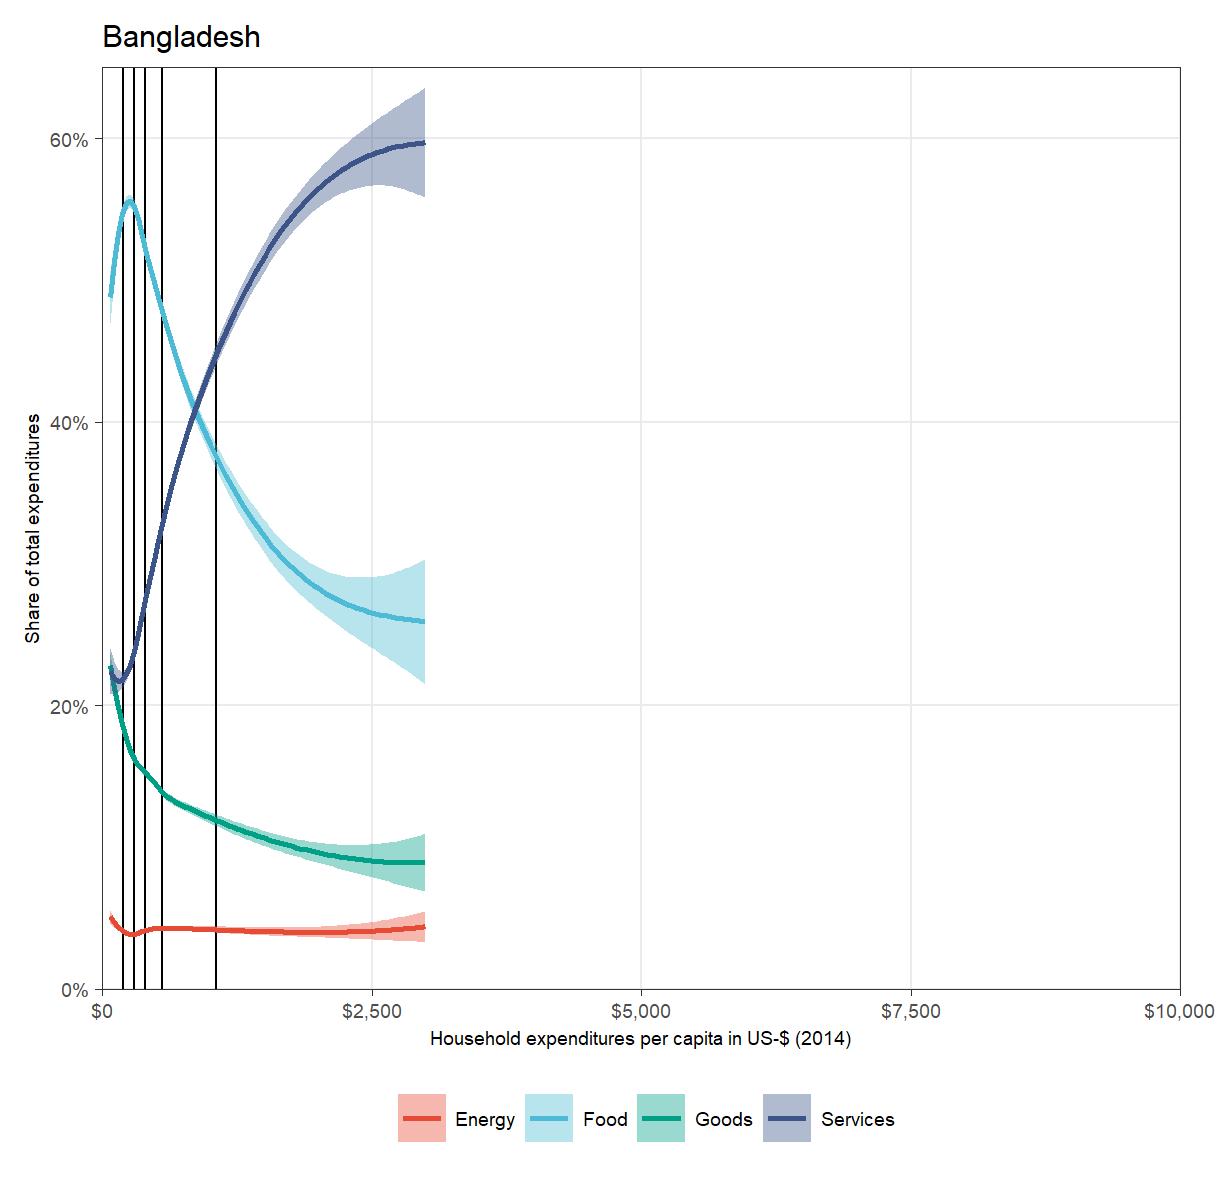 Bangladesh
60%
40%
20%
0%
Share of total expenditures
$0 $2,500 $5,000 $7,500 $10,000
Household expenditures per capita in US-$ (2014)
Energy Food Goods Services